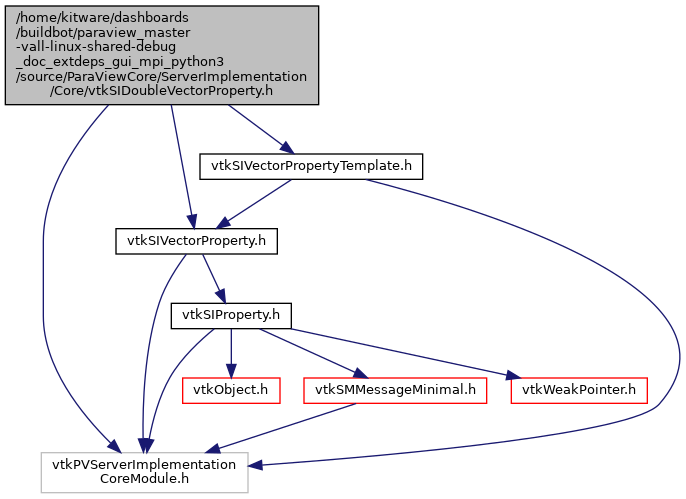 /home/kitware/dashboards
/buildbot/paraview_master
-vall-linux-shared-debug
_doc_extdeps_gui_mpi_python3
/source/ParaViewCore/ServerImplementation
/Core/vtkSIDoubleVectorProperty.h
vtkSIVectorPropertyTemplate.h
vtkSIVectorProperty.h
vtkSIProperty.h
vtkObject.h
vtkSMMessageMinimal.h
vtkWeakPointer.h
vtkPVServerImplementation
CoreModule.h